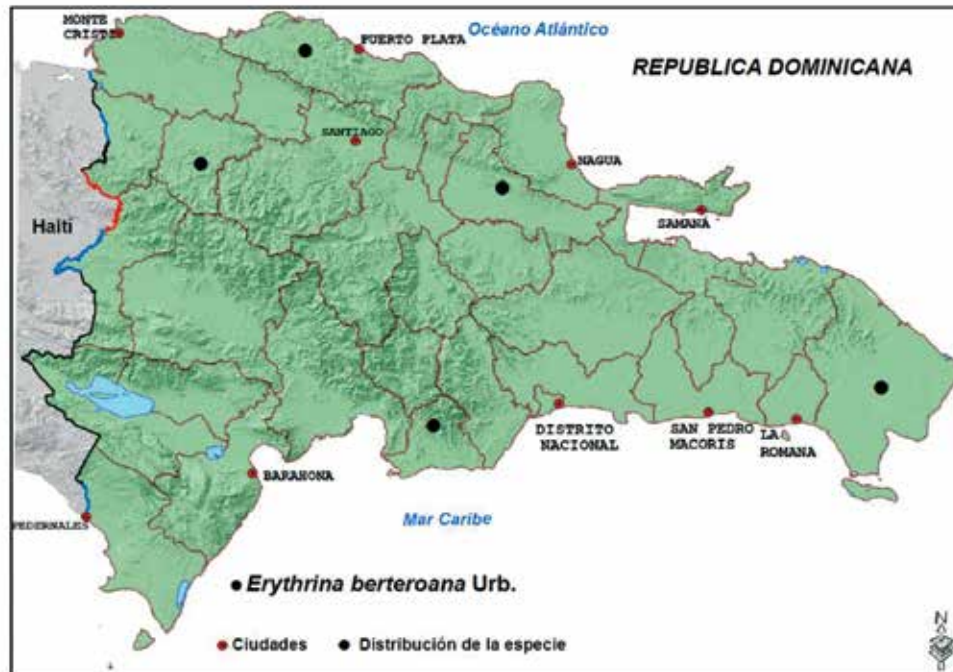 MONTE
CRISTI
PUERTO PLATA
Océano Atlántico
REPUBLICA DOMINICANA
SANTIAGO
NAGUA
SAMANA
Haití
DISTRITO
NACIONAL
SAN PEDRO
MACORIS
LA
ROMANA
BARAHONA
PEDERNALES
Mar Caribe
Erythrina berteroana Urb.
Ciudades
Distribución de la especie
N